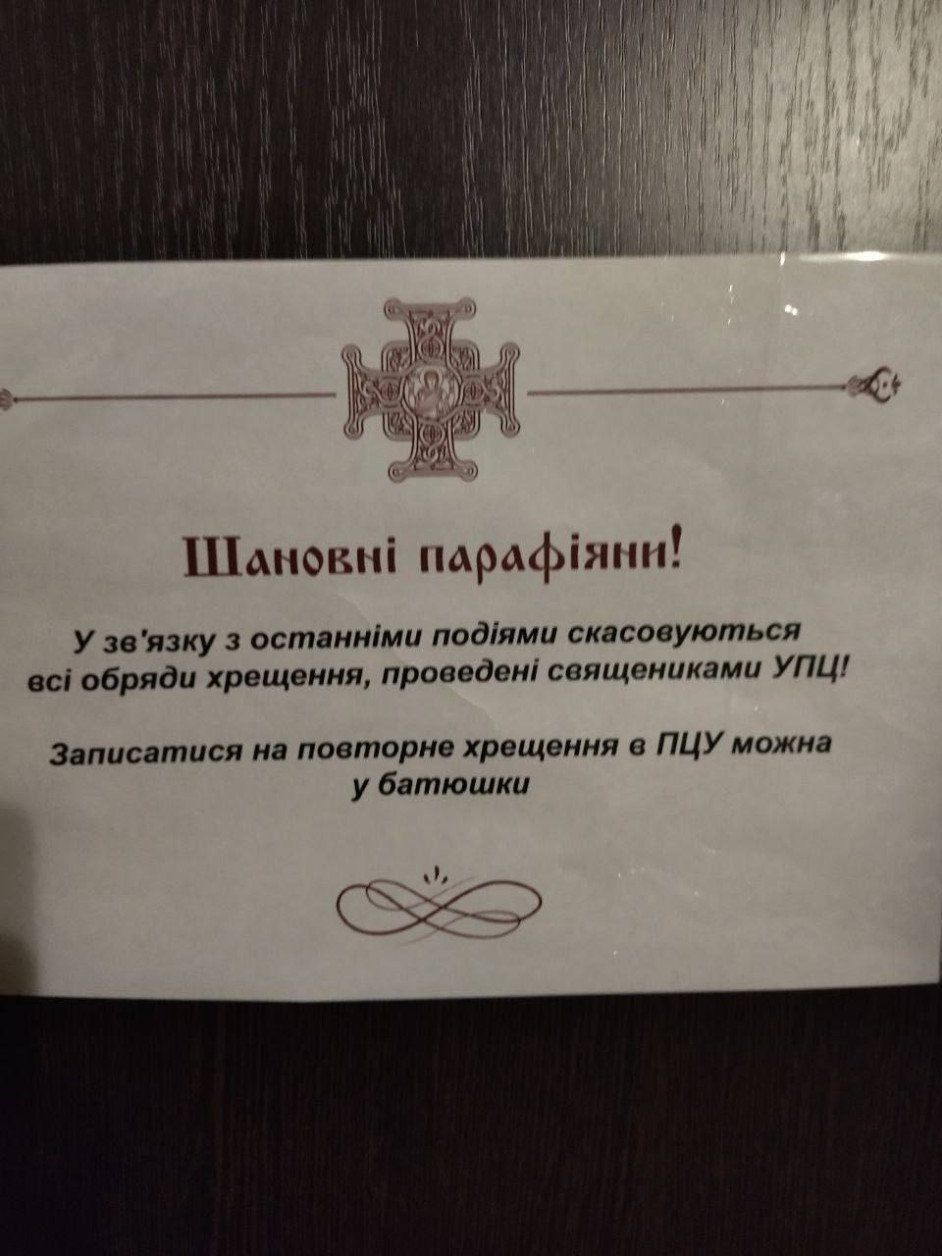 Шановні парафіяни!
У зв'язку з останніми подіями скасовуються
всі обряди хрещення, проведені священиками УПЦ!
Записатися на повторне хрещення в ПЦУ можна
у батюшки